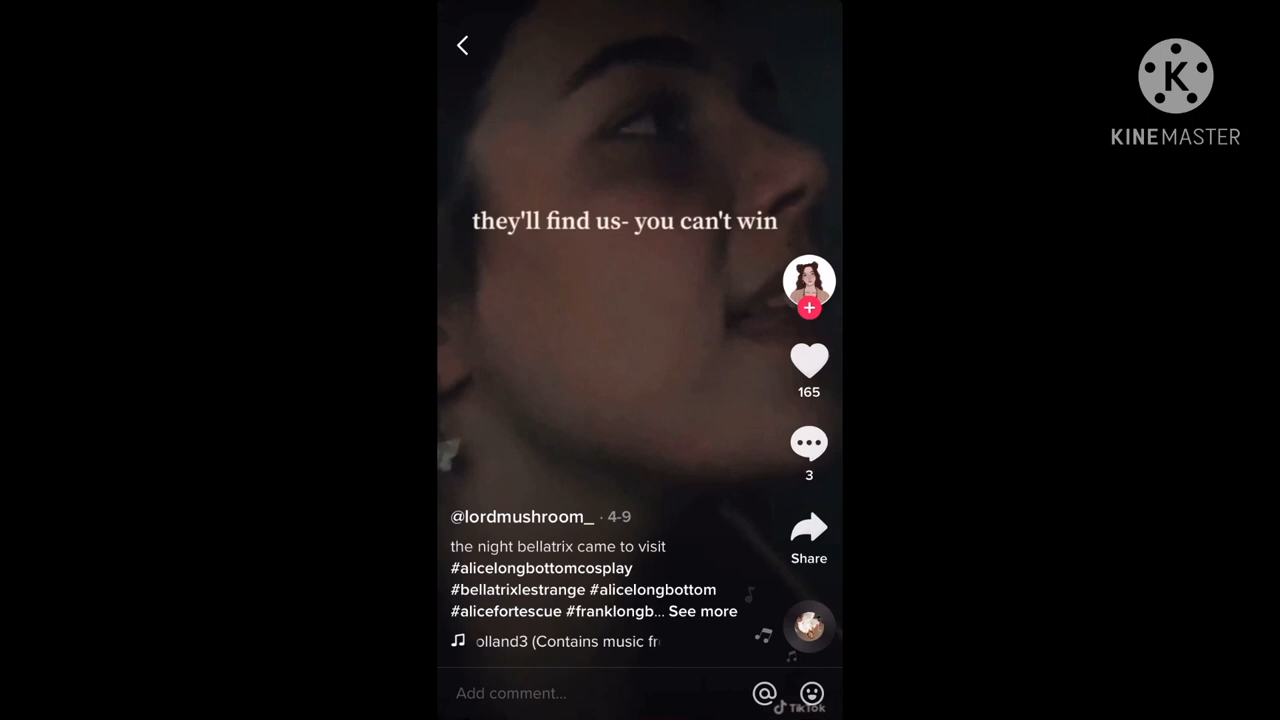 K
KINEMASTER
they'll find us- you can't win
165
3
@lordmushroom_ · 4-9
the night bellatrix came to visit
#alicelongbottomcosplay
#bellatrixlestrange #alicelongbottom
#alicefortescue #franklongb... See more
Share
olland3 (Contains music fr
Add comment...
TikTok